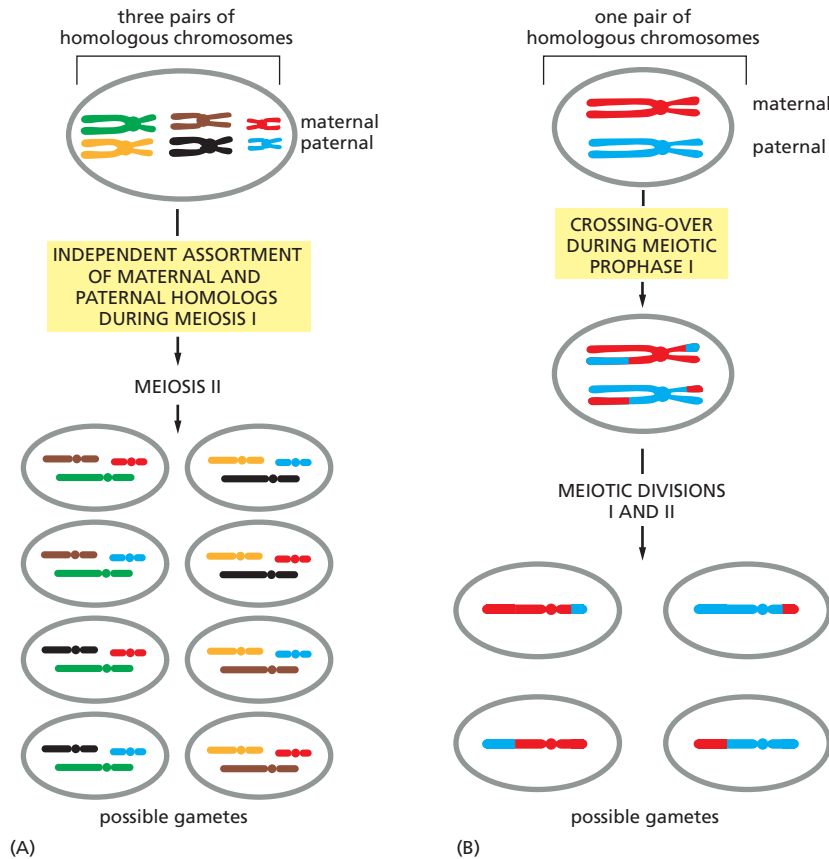 three pairs of
homologous chromosomes
maternal
paternal
INDEPENDENT ASSORTMENT
OF MATERNAL AND
PATERNAL HOMOLOGS
DURING MEIOSIS I
MEIOSIS II
possible gametes
(A)
one pair of
homologous chromosomes
maternal
paternal
CROSSING-OVER
DURING MEIOTIC
PROPHASE I
MEIOTIC DIVISIONS
I AND II
possible gametes
(B)